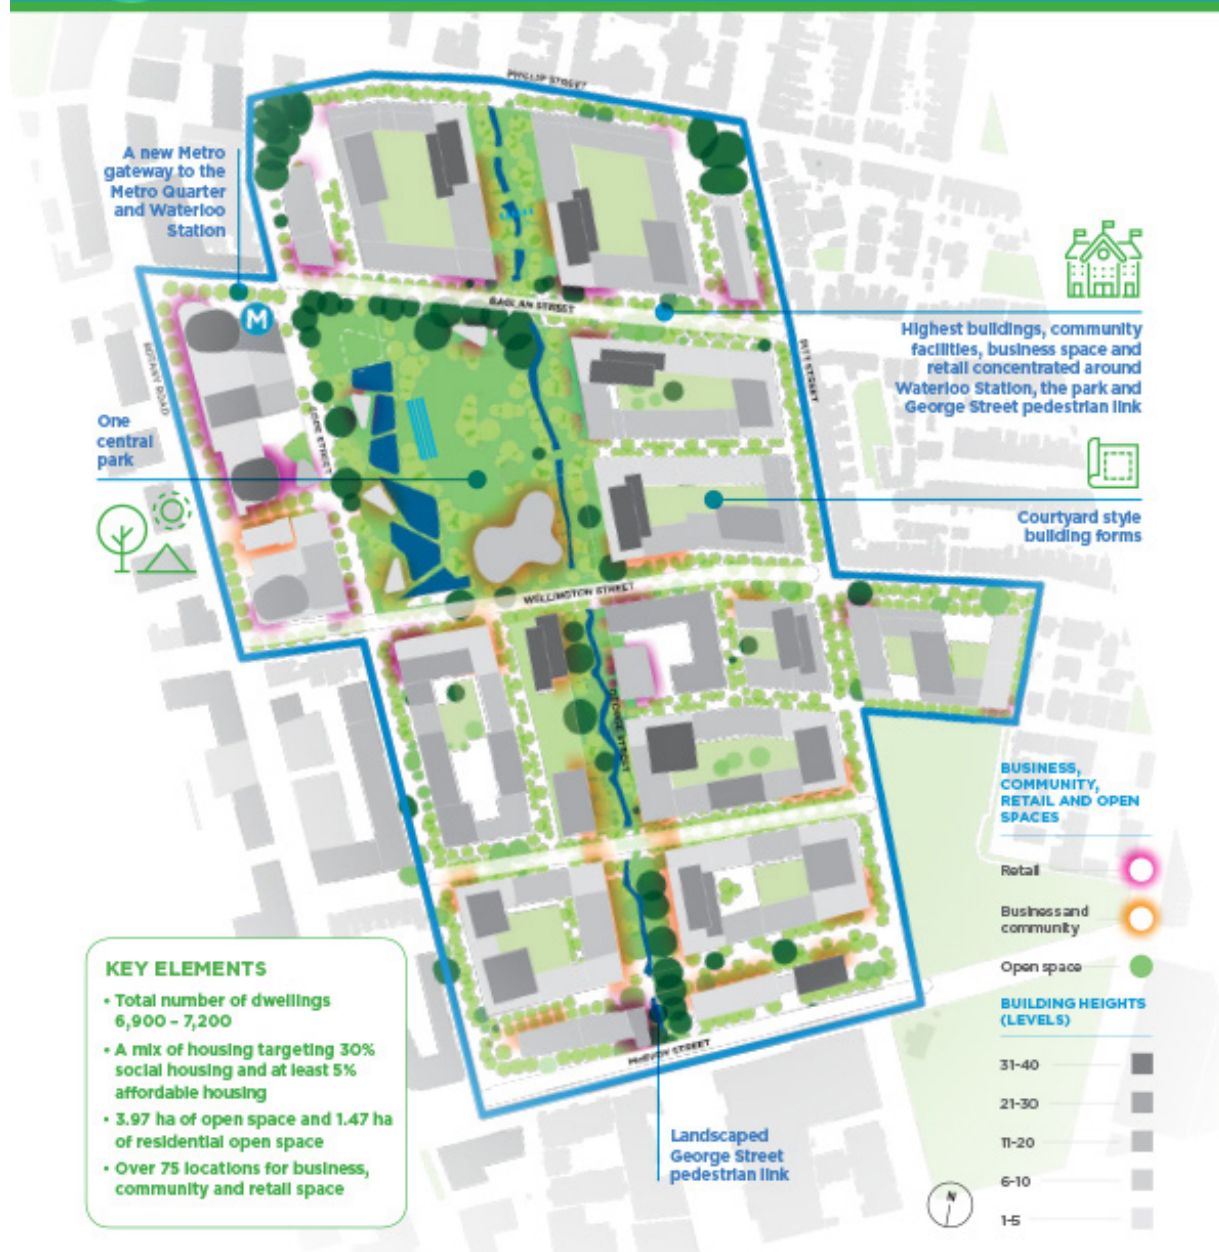 PHILLIP STREET
A new Metro
gateway to the
Metro Quarter
and Waterloo
Station
M
RAGLAN STREET
BOTANY ROAD
COPE STREET
PITT STREET
Highest buildings, community
facilities, business space and
retail concentrated around
Waterloo Station, the park and
George Street pedestrian link
One
central
park
Courtyard style
building forms
WELLINGTON STREET
GEORGE STREET
BUSINESS,
COMMUNITY,
RETAIL AND OPEN
SPACES
Retail
Business and
community
Open space
BUILDING HEIGHTS
(LEVELS)
31-40
21-30
11-20
6-10
1-5
N
McEVOY STREET
Landscaped
George Street
pedestrian link
KEY ELEMENTS
• Total number of dwellings
6,900 – 7,200
• A mix of housing targeting 30%
social housing and at least 5%
affordable housing
• 3.97 ha of open space and 1.47 ha
of residential open space
• Over 75 locations for business,
community and retail space